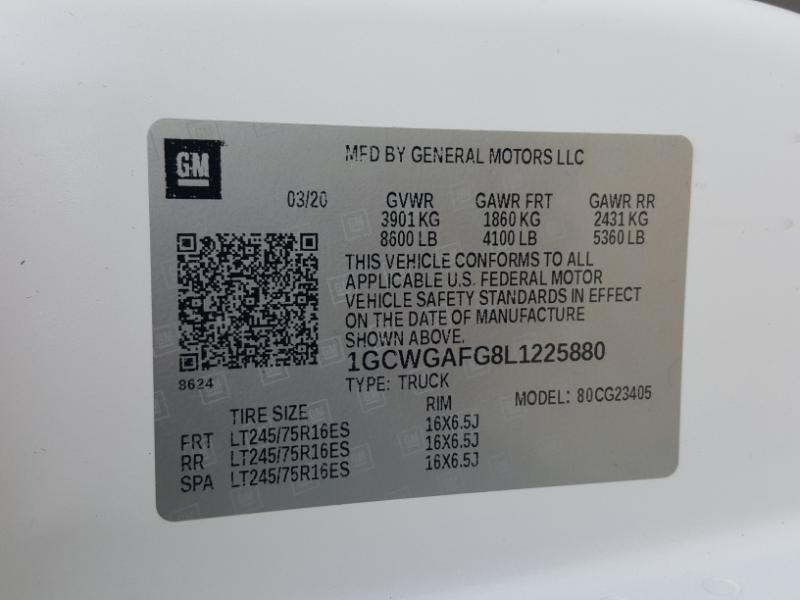 GM
MFD BY GENERAL MOTORS LLC
03/20 GVWR GAWR FRT GAWR RR
3901 KG 1860 KG 2431 KG
8600 LB 4100 LB 5360 LB
THIS VEHICLE CONFORMS TO ALL
APPLICABLE U.S. FEDERAL MOTOR
VEHICLE SAFETY STANDARDS IN EFFECT
ON THE DATE OF MANUFACTURE
SHOWN ABOVE.
1GCWGAFG8L1225880
8624
TYPE: TRUCK MODEL: 80CG23405
TIRE SIZE RIM
FRT LT245/75R16ES 16X6.5J
RR LT245/75R16ES 16X6.5J
SPA LT245/75R16ES 16X6.5J